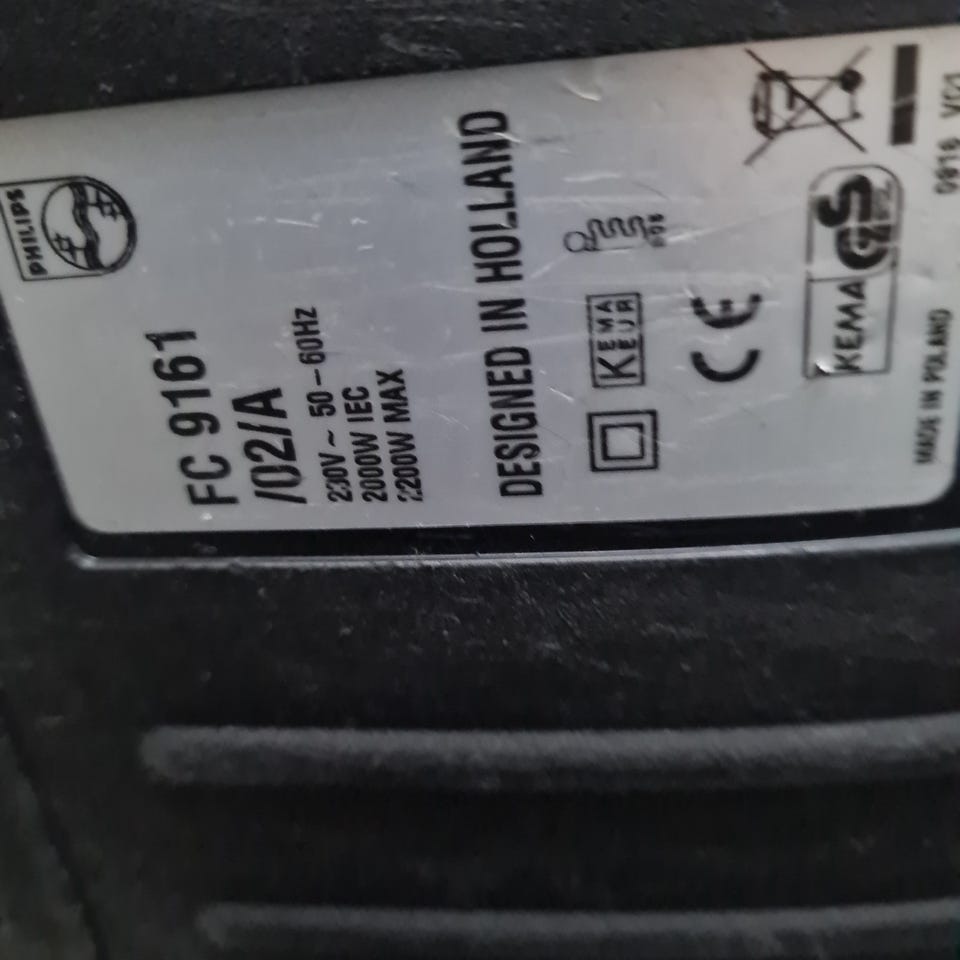 PHILIPS
FC 9161
/02/A
230V ~ 50 – 60Hz
2000W IEC
2200W MAX
DESIGNED IN HOLLAND
KEMA
KEUR
CE
KEMA
GS
MADE IN POLAND
0816